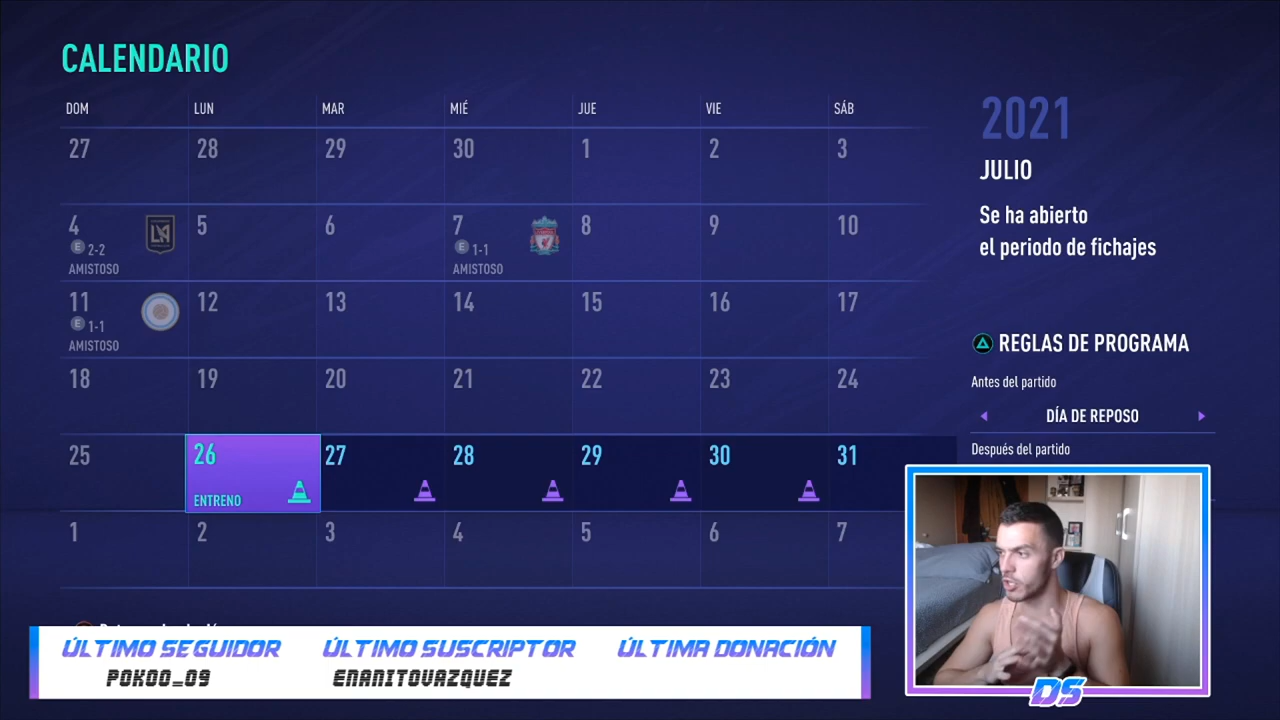 CALENDARIO
DOM LUN MAR MIÉ JUE VIE SÁB
27 28 29 30 1 2 3
4 5 6 7 8 9 10
E 2-2 E 1-1
AMISTOSO AMISTOSO
11 12 13 14 15 16 17
E 1-1
AMISTOSO
18 19 20 21 22 23 24
25 26 27 28 29 30 31
ENTRENO
1 2 3 4 5 6 7
2021
JULIO
Se ha abierto
el periodo de fichajes
REGLAS DE PROGRAMA
Antes del partido
DÍA DE REPOSO
Después del partido
ÚLTIMO SEGUIDOR ÚLTIMO SUSCRIPTOR ÚLTIMA DONACIÓN
POKOO_09 ENANITOVAZQUEZ
DS